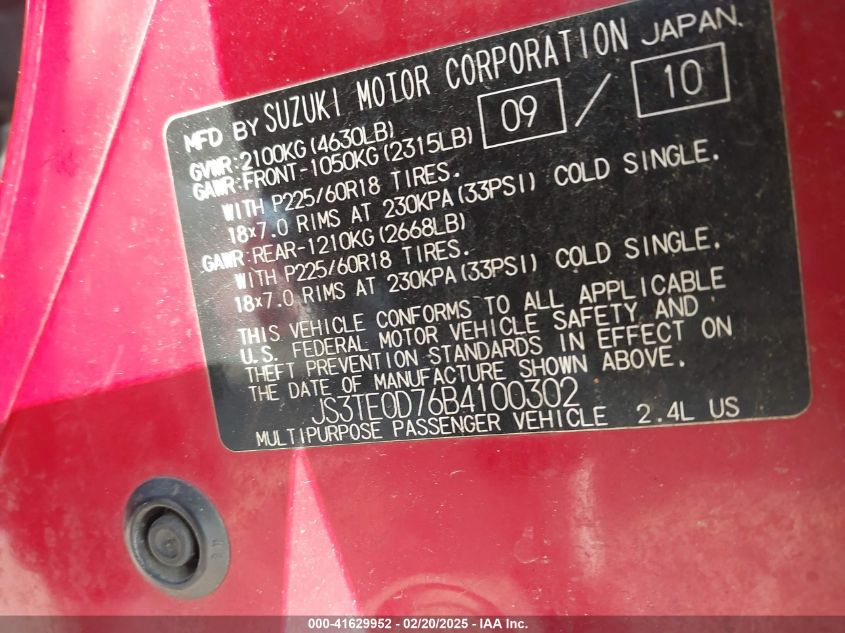 MFD BY SUZUKI MOTOR CORPORATION JAPAN.
GVWR:2100KG(4630LB) 09 / 10
GAWR:FRONT-1050KG(2315LB)
WITH P225/60R18 TIRES.
18x7.0 RIMS AT 230KPA(33PSI) COLD SINGLE.
GAWR:REAR-1210KG(2668LB)
WITH P225/60R18 TIRES.
18x7.0 RIMS AT 230KPA(33PSI) COLD SINGLE.
THIS VEHICLE CONFORMS TO ALL APPLICABLE
U.S. FEDERAL MOTOR VEHICLE SAFETY AND
THEFT PREVENTION STANDARDS IN EFFECT ON
THE DATE OF MANUFACTURE SHOWN ABOVE.
JS3TE0D76B4100302
MULTIPURPOSE PASSENGER VEHICLE 2.4L US
000-41629952 - 02/20/2025 - IAA Inc.